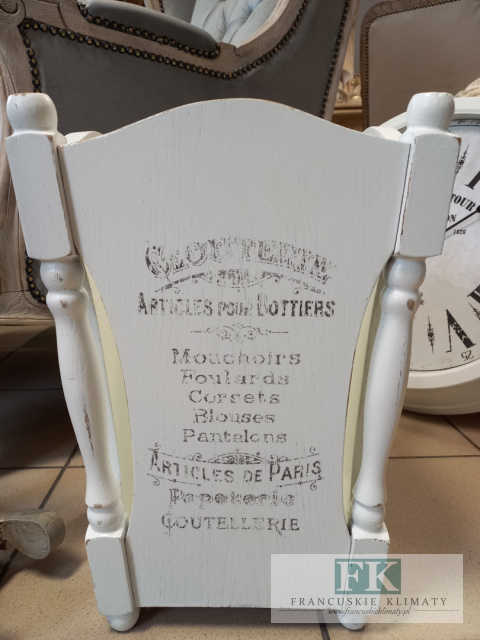 CLOUTERIE
ARTICLES POUR BOTTIERS
Mouchoirs
Foulards
Corsets
Blouses
Pantalons
ARTICLES DE PARIS
Papeterie
COUTELLERIE
FK
FRANCUSKIE KLIMATY
www.francuskieklimaty.pl